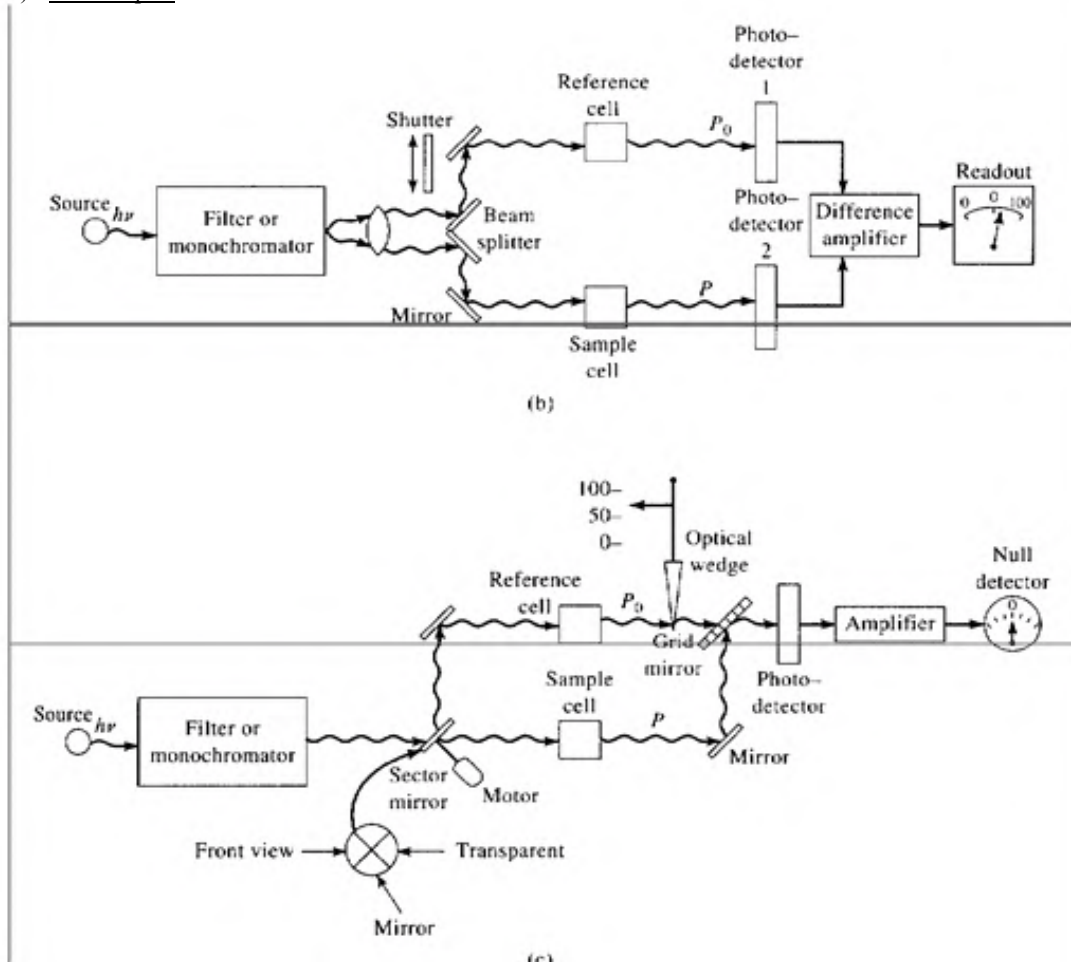 Photo–
detector
1
Reference
cell
P0
Shutter
Source
hν
Filter or
monochromator
Beam
splitter
Photo-
detector
2
Difference
amplifier
Readout
0 0 100
Mirror
P
Sample
cell
(b)
100–
50–
0–
Optical
wedge
Null
detector
0
Reference
cell
P0
Grid
mirror
Amplifier
Photo–
detector
Source
hν
Filter or
monochromator
Sample
cell
P
Mirror
Sector
mirror
Motor
Front view
Transparent
Mirror
(c)